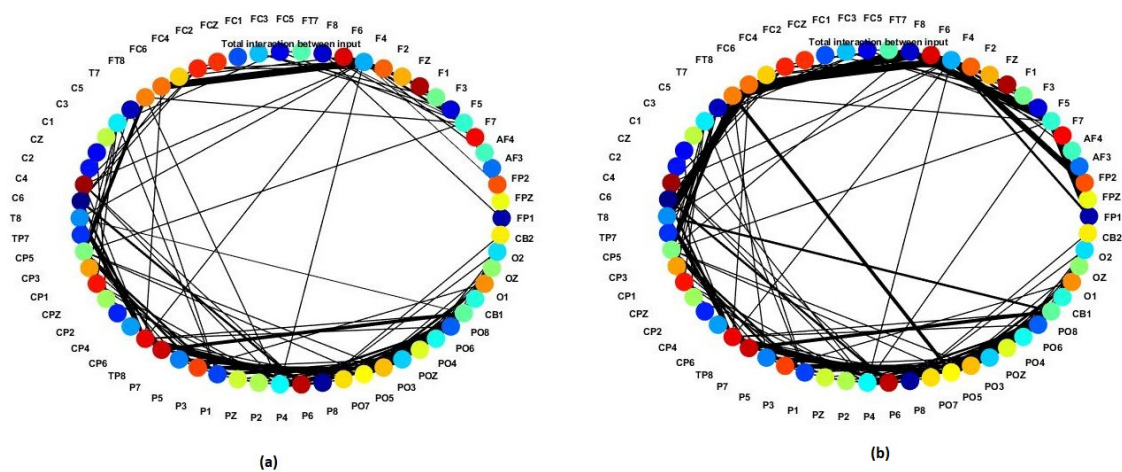 (a)
Total interaction between input
FP1
FPZ
FP2
AF3
AF4
F7
F5
F3
F1
FZ
F2
F4
F6
F8
FT7
FC5
FC3
FC1
FCZ
FC2
FC4
FC6
FT8
T7
C5
C3
C1
CZ
C2
C4
C6
T8
TP7
CP5
CP3
CP1
CPZ
CP2
CP4
CP6
TP8
P7
P5
P3
P1
PZ
P2
P4
P6
P8
PO7
PO5
PO3
POZ
PO4
PO6
PO8
CB1
O1
OZ
O2
CB2
(b)
Total interaction between input
FP1
FPZ
FP2
AF3
AF4
F7
F5
F3
F1
FZ
F2
F4
F6
F8
FT7
FC5
FC3
FC1
FCZ
FC2
FC4
FC6
FT8
T7
C5
C3
C1
CZ
C2
C4
C6
T8
TP7
CP5
CP3
CP1
CPZ
CP2
CP4
CP6
TP8
P7
P5
P3
P1
PZ
P2
P4
P6
P8
PO7
PO5
PO3
POZ
PO4
PO6
PO8
CB1
O1
OZ
O2
CB2